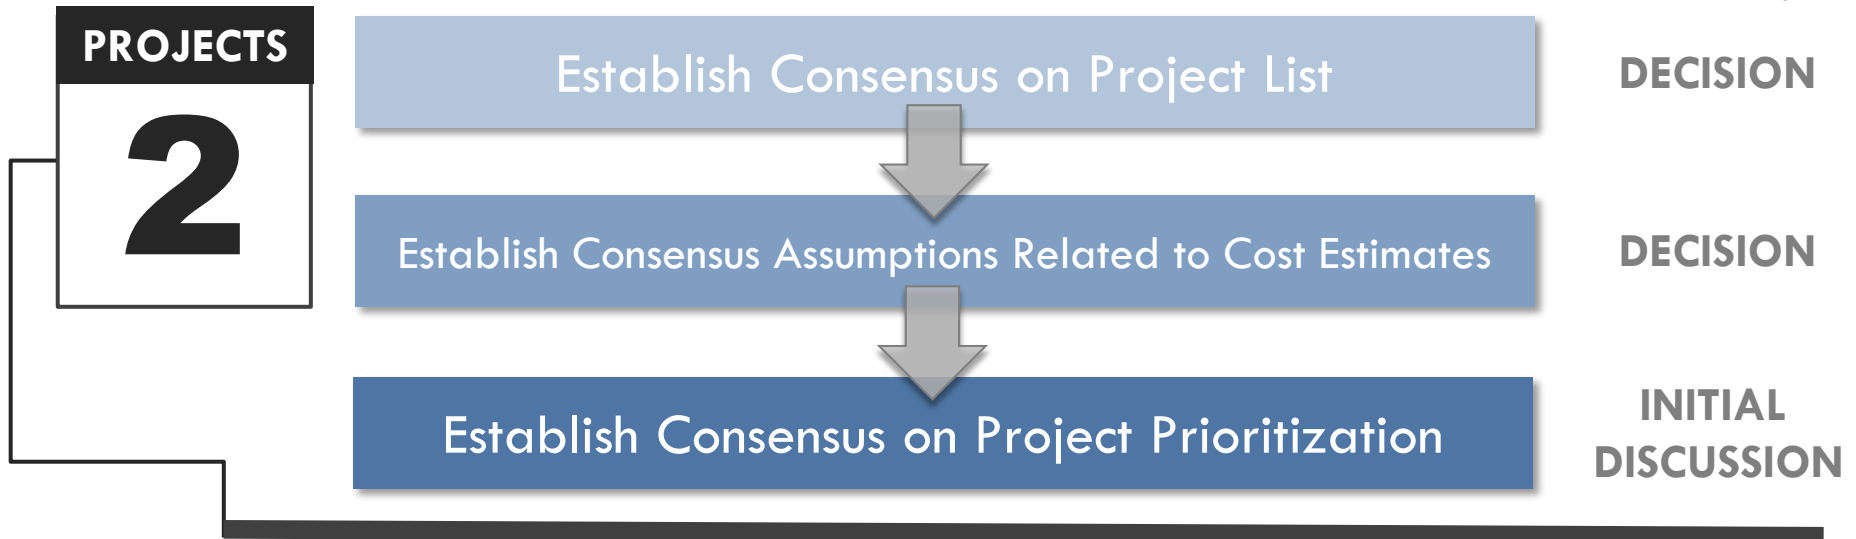 PROJECTS
2
Establish Consensus on Project List
DECISION
Establish Consensus Assumptions Related to Cost Estimates
DECISION
Establish Consensus on Project Prioritization
INITIAL
DISCUSSION